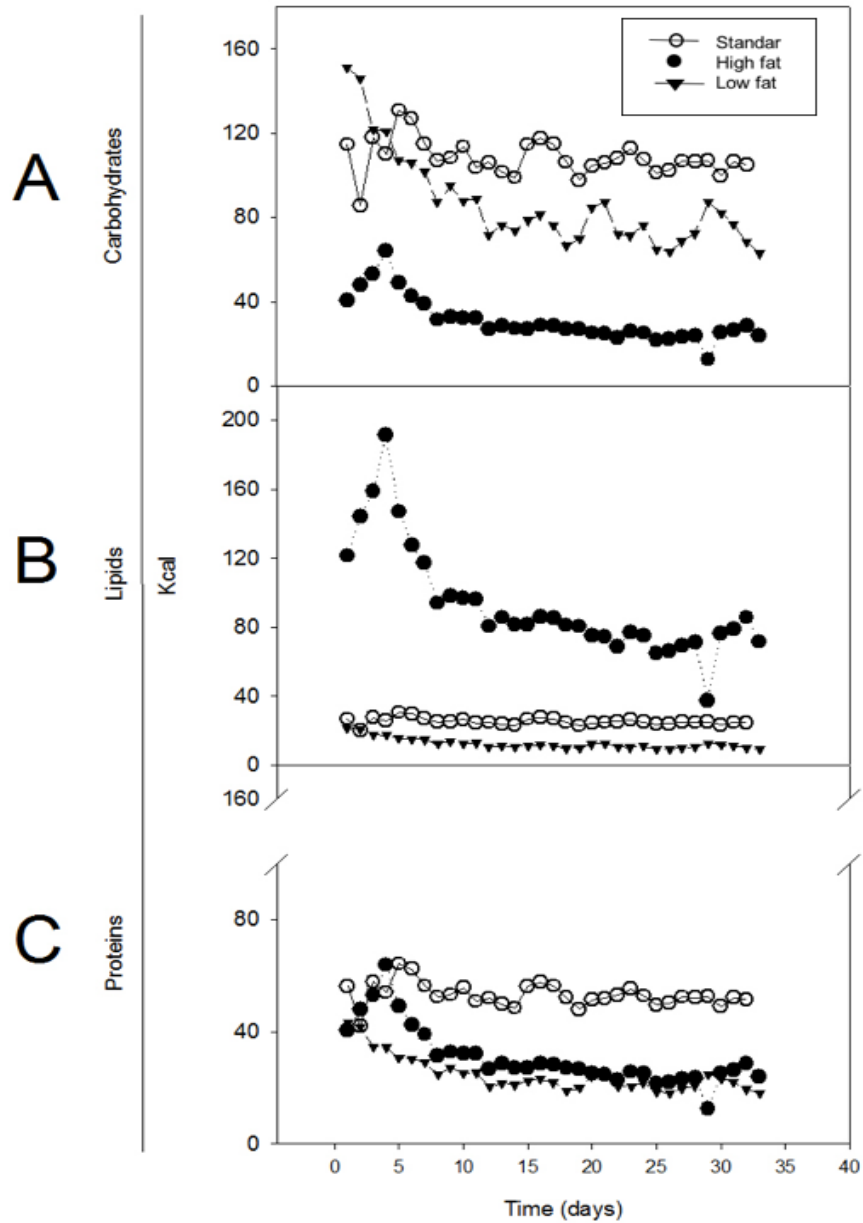 160
120
80
40
0
Standar
High fat
Low fat
A
Carbohydrates
200
160
120
80
40
0
B
Lipids
Kcal
160
80
40
0
C
Proteins
0 5 10 15 20 25 30 35 40
Time (days)